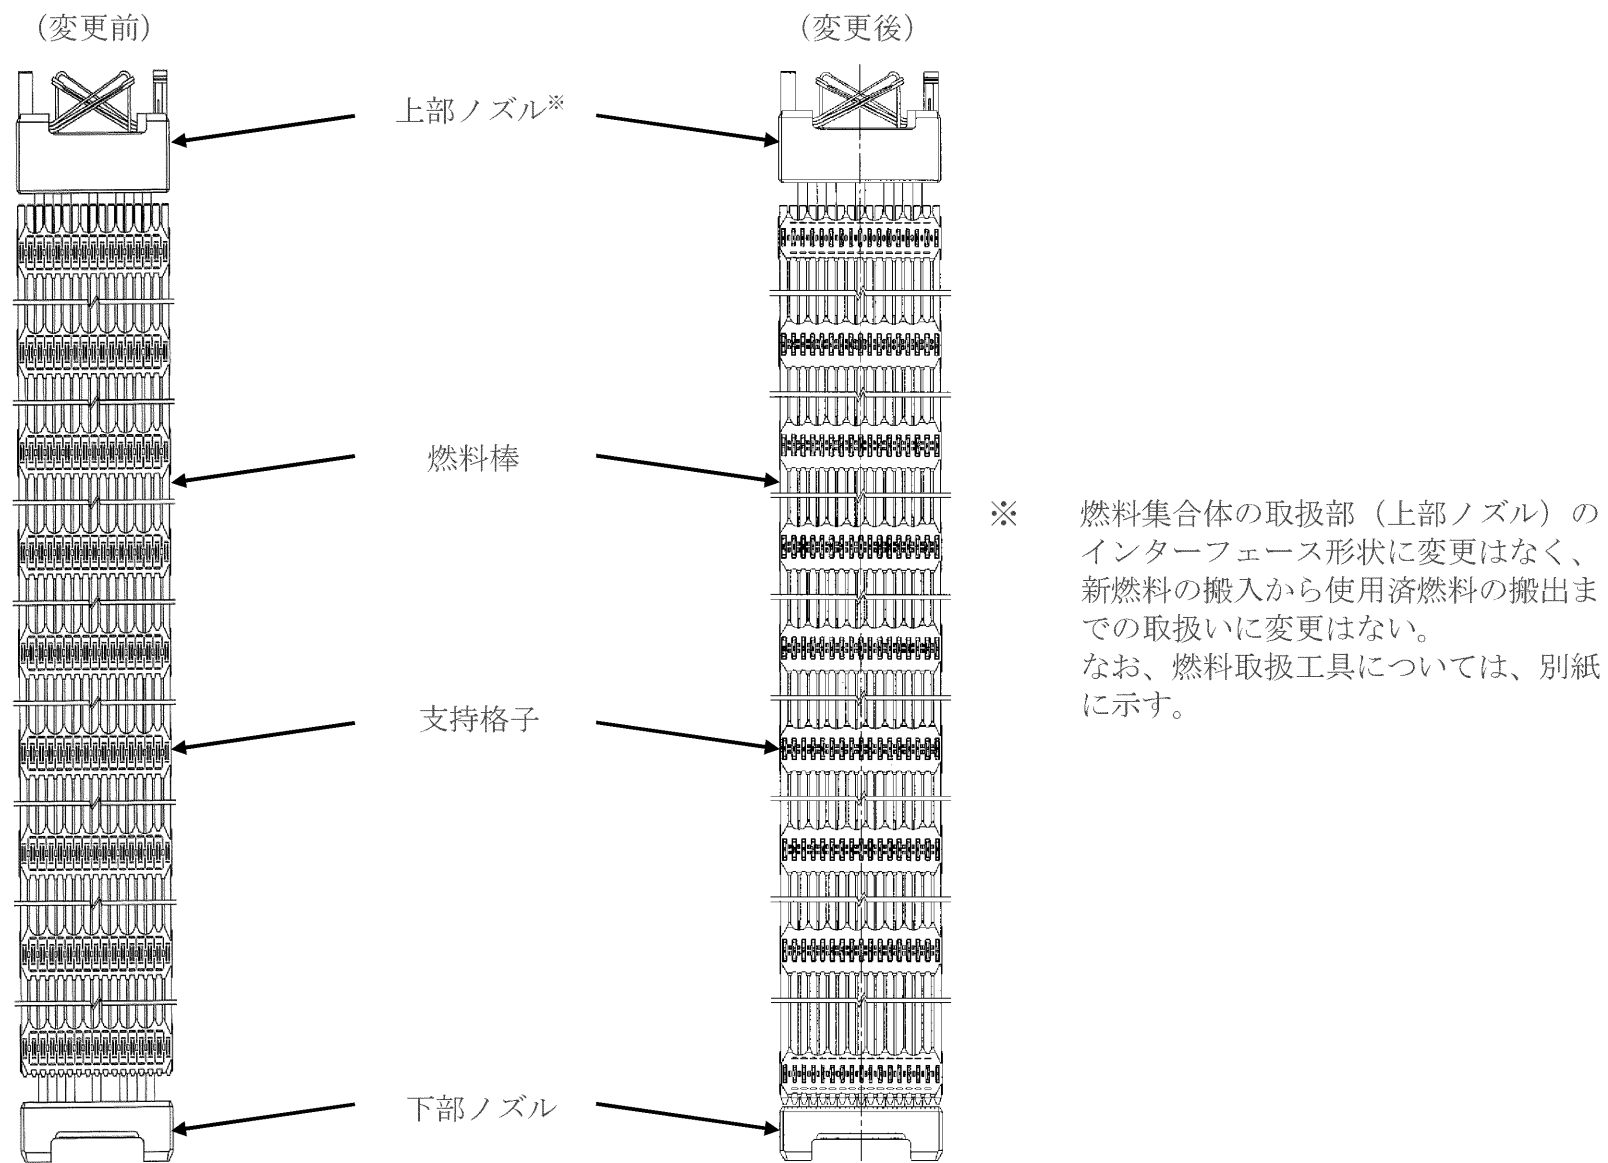 （変更前）
（変更後）
上部ノズル※
燃料棒
支持格子
下部ノズル
※　燃料集合体の取扱部（上部ノズル）の
インターフェース形状に変更はなく、
新燃料の搬入から使用済燃料の搬出ま
での取扱いに変更はない。
なお、燃料取扱工具については、別紙
に示す。